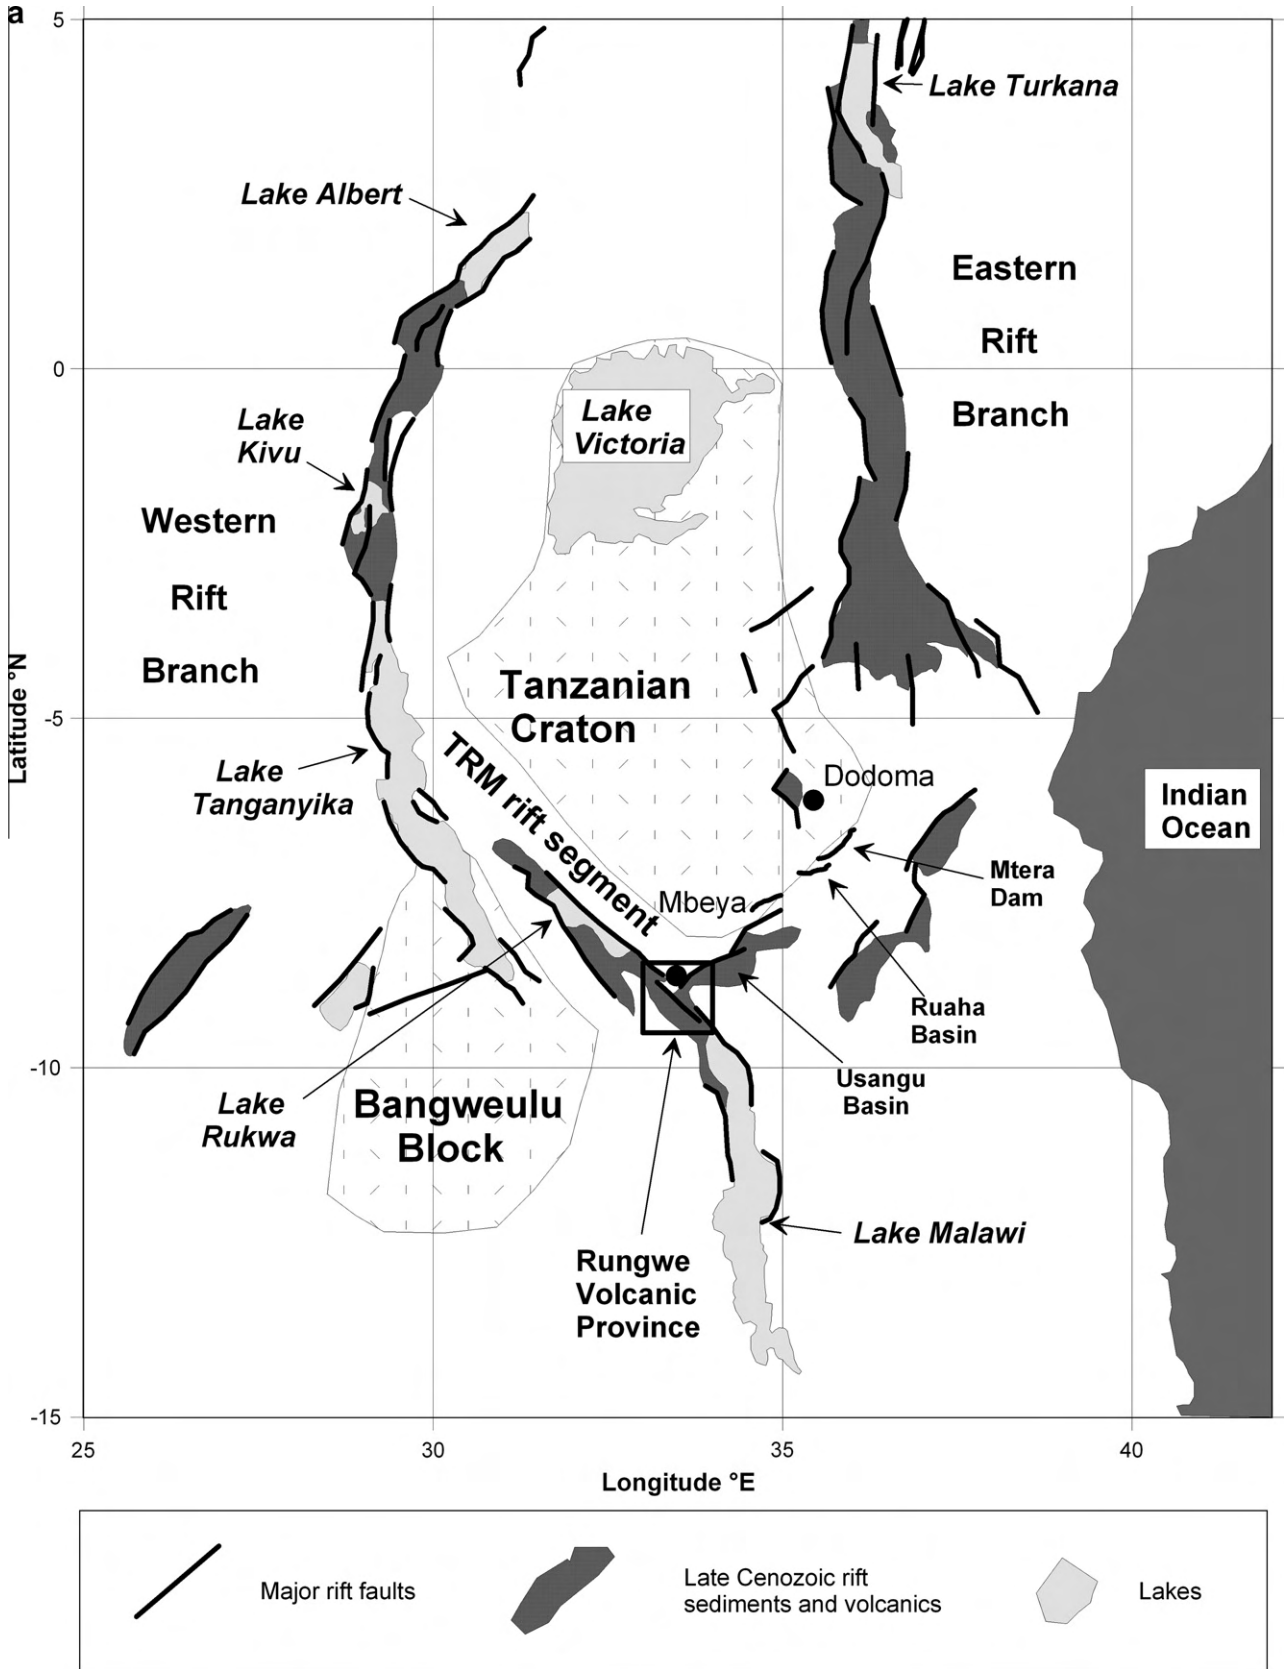 a
5
Lake Turkana
Lake Albert
Eastern
Rift
Branch
0
Lake
Victoria
Lake
Kivu
Western
Rift
Branch
Latitude °N
Tanzanian
Craton
-5
TRM rift segment
Dodoma
Lake
Tanganyika
Indian
Ocean
Mtera
Dam
Mbeya
Ruaha
Basin
-10
Usangu
Basin
Lake
Rukwa
Bangweulu
Block
Lake Malawi
Rungwe
Volcanic
Province
-15
25
30
35
40
Longitude °E
Major rift faults
Late Cenozoic rift
sediments and volcanics
Lakes